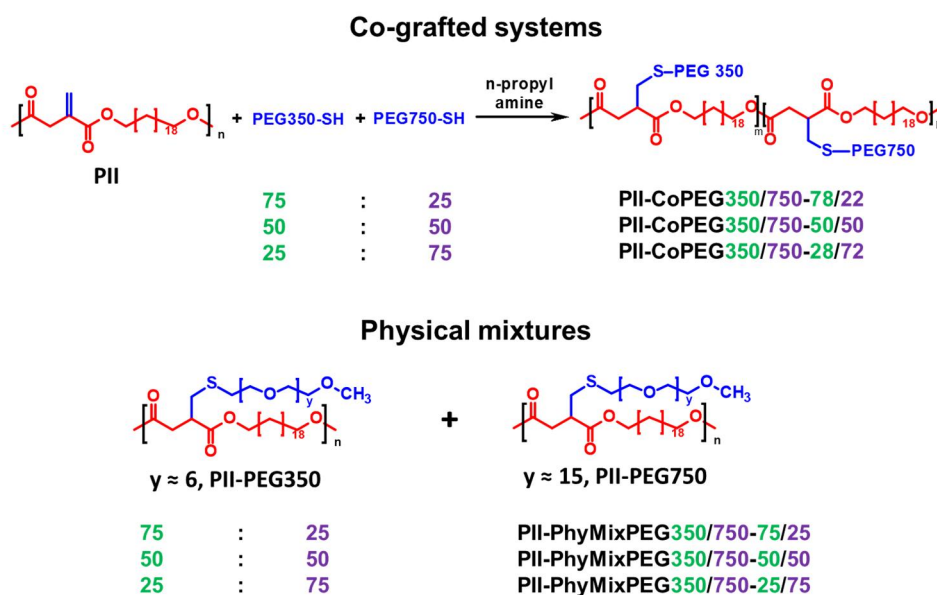 Co-grafted systems
S–PEG 350
n-propyl
amine
O
O
O
18
n
+ PEG350-SH + PEG750-SH
O
O
O
18
m
O
O
O
18
n
S—PEG750
PII
75 : 25
50 : 50
25 : 75
PII-CoPEG350/750-78/22
PII-CoPEG350/750-50/50
PII-CoPEG350/750-28/72
Physical mixtures
S O y O CH3
O
O
O
18
n
+
S O y O CH3
O
O
O
18
n
y ≈ 6, PII-PEG350
y ≈ 15, PII-PEG750
75 : 25
50 : 50
25 : 75
PII-PhyMixPEG350/750-75/25
PII-PhyMixPEG350/750-50/50
PII-PhyMixPEG350/750-25/75